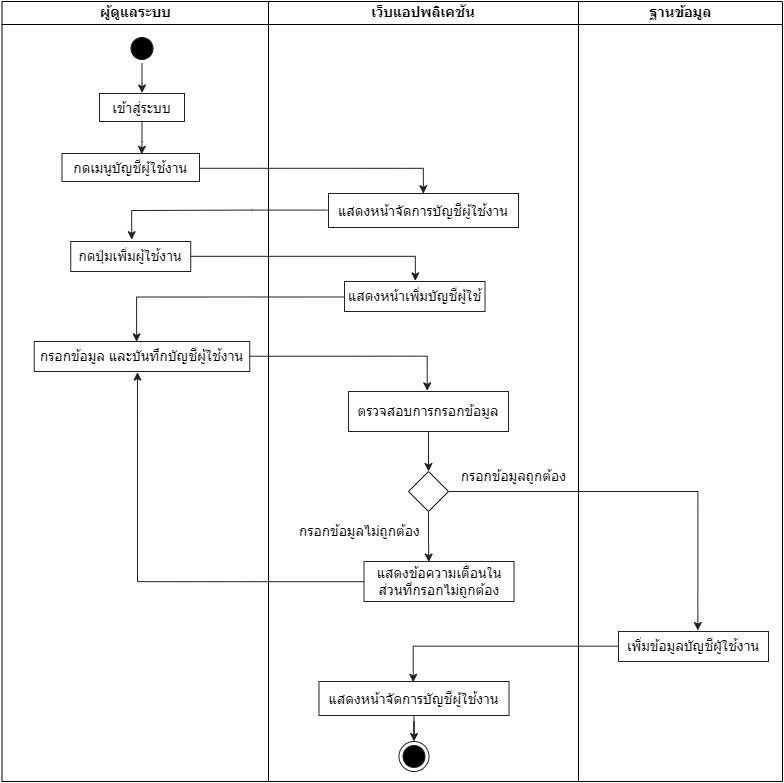 ผู้ดูแลระบบ
เว็บแอปพลิเคชัน
ฐานข้อมูล
เข้าสู่ระบบ
กดเมนูบัญชีผู้ใช้งาน
แสดงหน้าจัดการบัญชีผู้ใช้งาน
กดปุ่มเพิ่มผู้ใช้งาน
แสดงหน้าเพิ่มบัญชีผู้ใช้
กรอกข้อมูล และบันทึกบัญชีผู้ใช้งาน
ตรวจสอบการกรอกข้อมูล
กรอกข้อมูลถูกต้อง
กรอกข้อมูลไม่ถูกต้อง
แสดงข้อความเตือนใน
ส่วนที่กรอกไม่ถูกต้อง
เพิ่มข้อมูลบัญชีผู้ใช้งาน
แสดงหน้าจัดการบัญชีผู้ใช้งาน